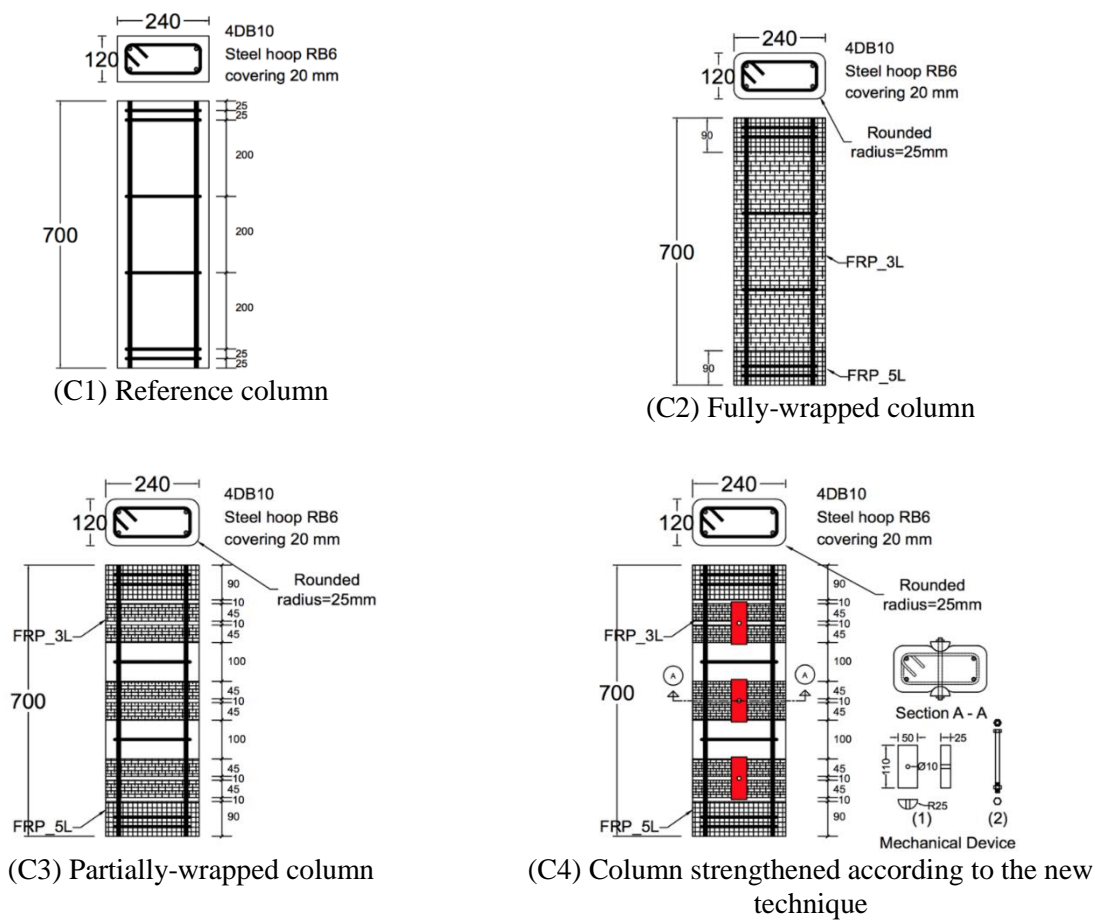 240
120
4DB10
Steel hoop RB6
covering 20 mm
25
25
200
700
200
200
25
25
(C1) Reference column
240
120
4DB10
Steel hoop RB6
covering 20 mm
Rounded
radius=25mm
90
700
FRP_3L
90
FRP_5L
(C2) Fully-wrapped column
240
120
4DB10
Steel hoop RB6
covering 20 mm
Rounded
radius=25mm
90
10
45
10
45
FRP_3L
100
700
45
10
45
100
45
10
45
10
90
FRP_5L
(C3) Partially-wrapped column
240
120
4DB10
Steel hoop RB6
covering 20 mm
Rounded
radius=25mm
90
10
45
10
45
FRP_3L
100
A
A
700
45
10
45
100
45
10
45
10
90
FRP_5L
Section A - A
50
25
110
Ø10
R25
(1)
(2)
Mechanical Device
(C4) Column strengthened according to the new
technique